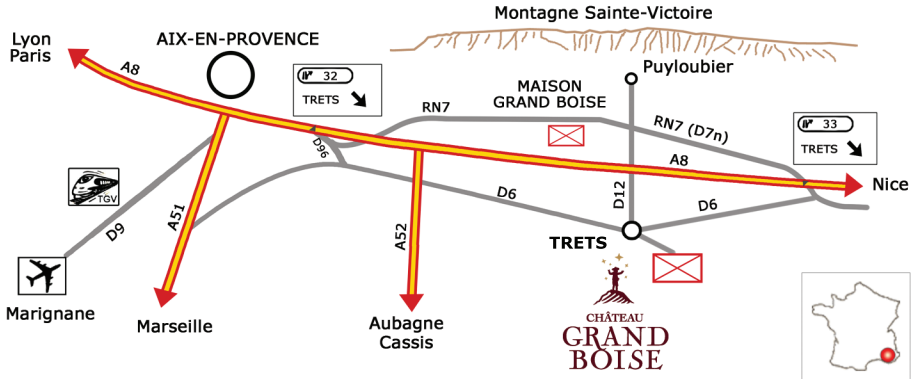 Montagne Sainte-Victoire
Lyon
Paris
AIX-EN-PROVENCE
A8
32
TRETS
Puyloubier
MAISON
GRAND BOISE
RN7
RN7 (D7n)
33
TRETS
D96
A8
Nice
TGV
D9
A51
A52
D6
D12
D6
TRETS
Marignane
Marseille
Aubagne
Cassis
CHÂTEAU
GRAND
BOISE